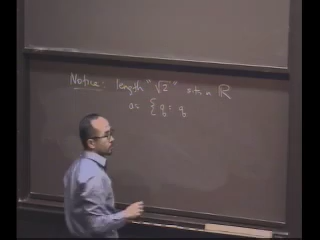 Notice: length "√2" sits in ℝ
as { q : q